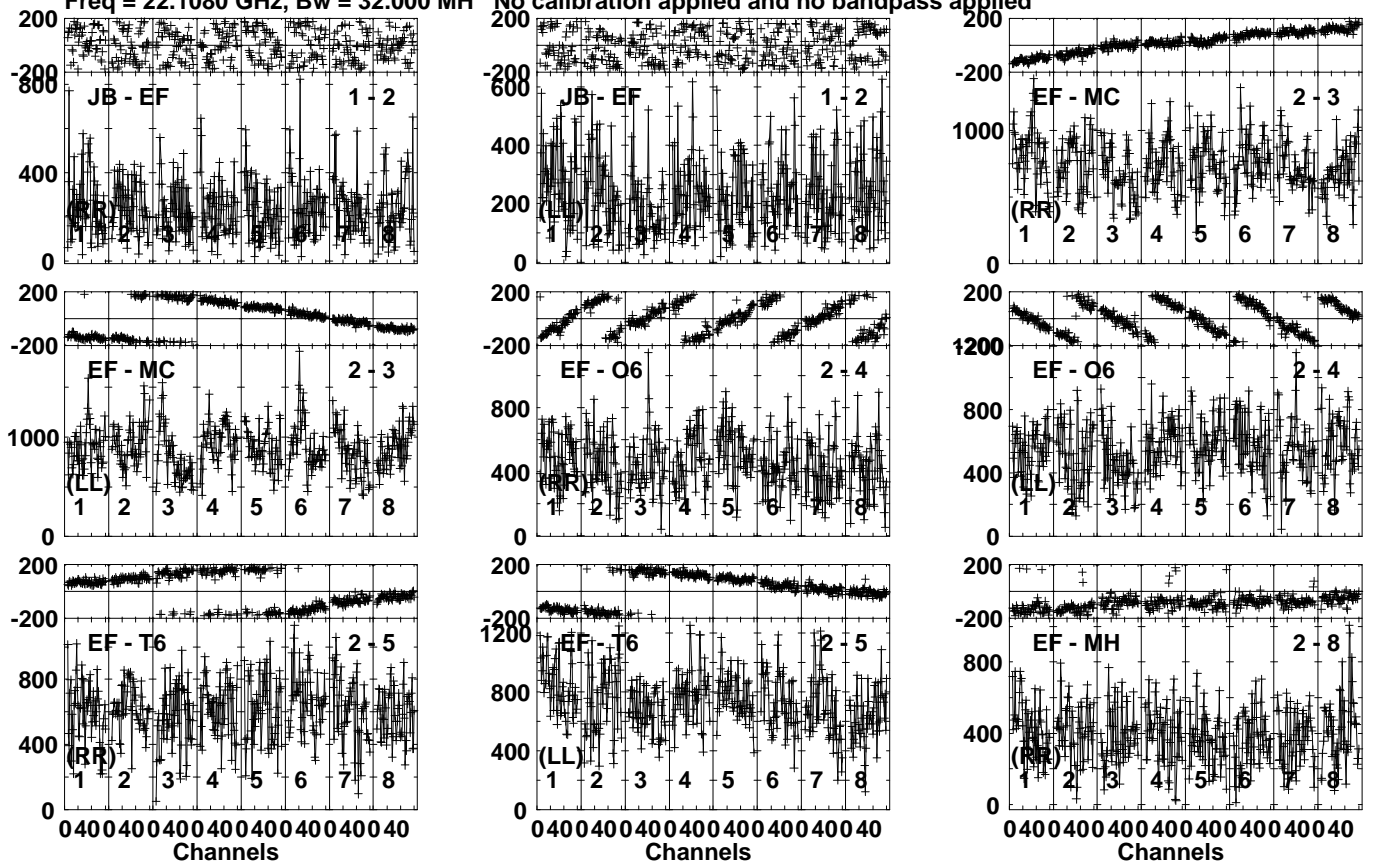 Freq = 22.1080 GHz, Bw = 32.000 MH No calibration applied and no bandpass applied
200
-200
JB - EF 1 - 2
800
400
0
(RR)
1 2 3 4 5 6 7 8
200
-200
JB - EF 1 - 2
600
400
200
0
(LL)
1 2 3 4 5 6 7 8
200
-200
EF - MC 2 - 3
1000
0
(RR)
1 2 3 4 5 6 7 8
200
-200
EF - MC 2 - 3
1000
0
(LL)
1 2 3 4 5 6 7 8
200
-200
EF - O6 2 - 4
800
400
0
(RR)
1 2 3 4 5 6 7 8
200
-200
1200
EF - O6 2 - 4
800
400
0
(LL)
1 2 3 4 5 6 7 8
200
-200
EF - T6 2 - 5
800
400
0
(RR)
1 2 3 4 5 6 7 8
200
-200
1200
EF - T6 2 - 5
800
400
0
(LL)
1 2 3 4 5 6 7 8
200
-200
EF - MH 2 - 8
800
400
0
(RR)
1 2 3 4 5 6 7 8
0 40 0 40 0 40 0 40 0 40 0 40 0 40 0 40
Channels
0 40 0 40 0 40 0 40 0 40 0 40 0 40 0 40
Channels
0 40 0 40 0 40 0 40 0 40 0 40 0 40 0 40
Channels